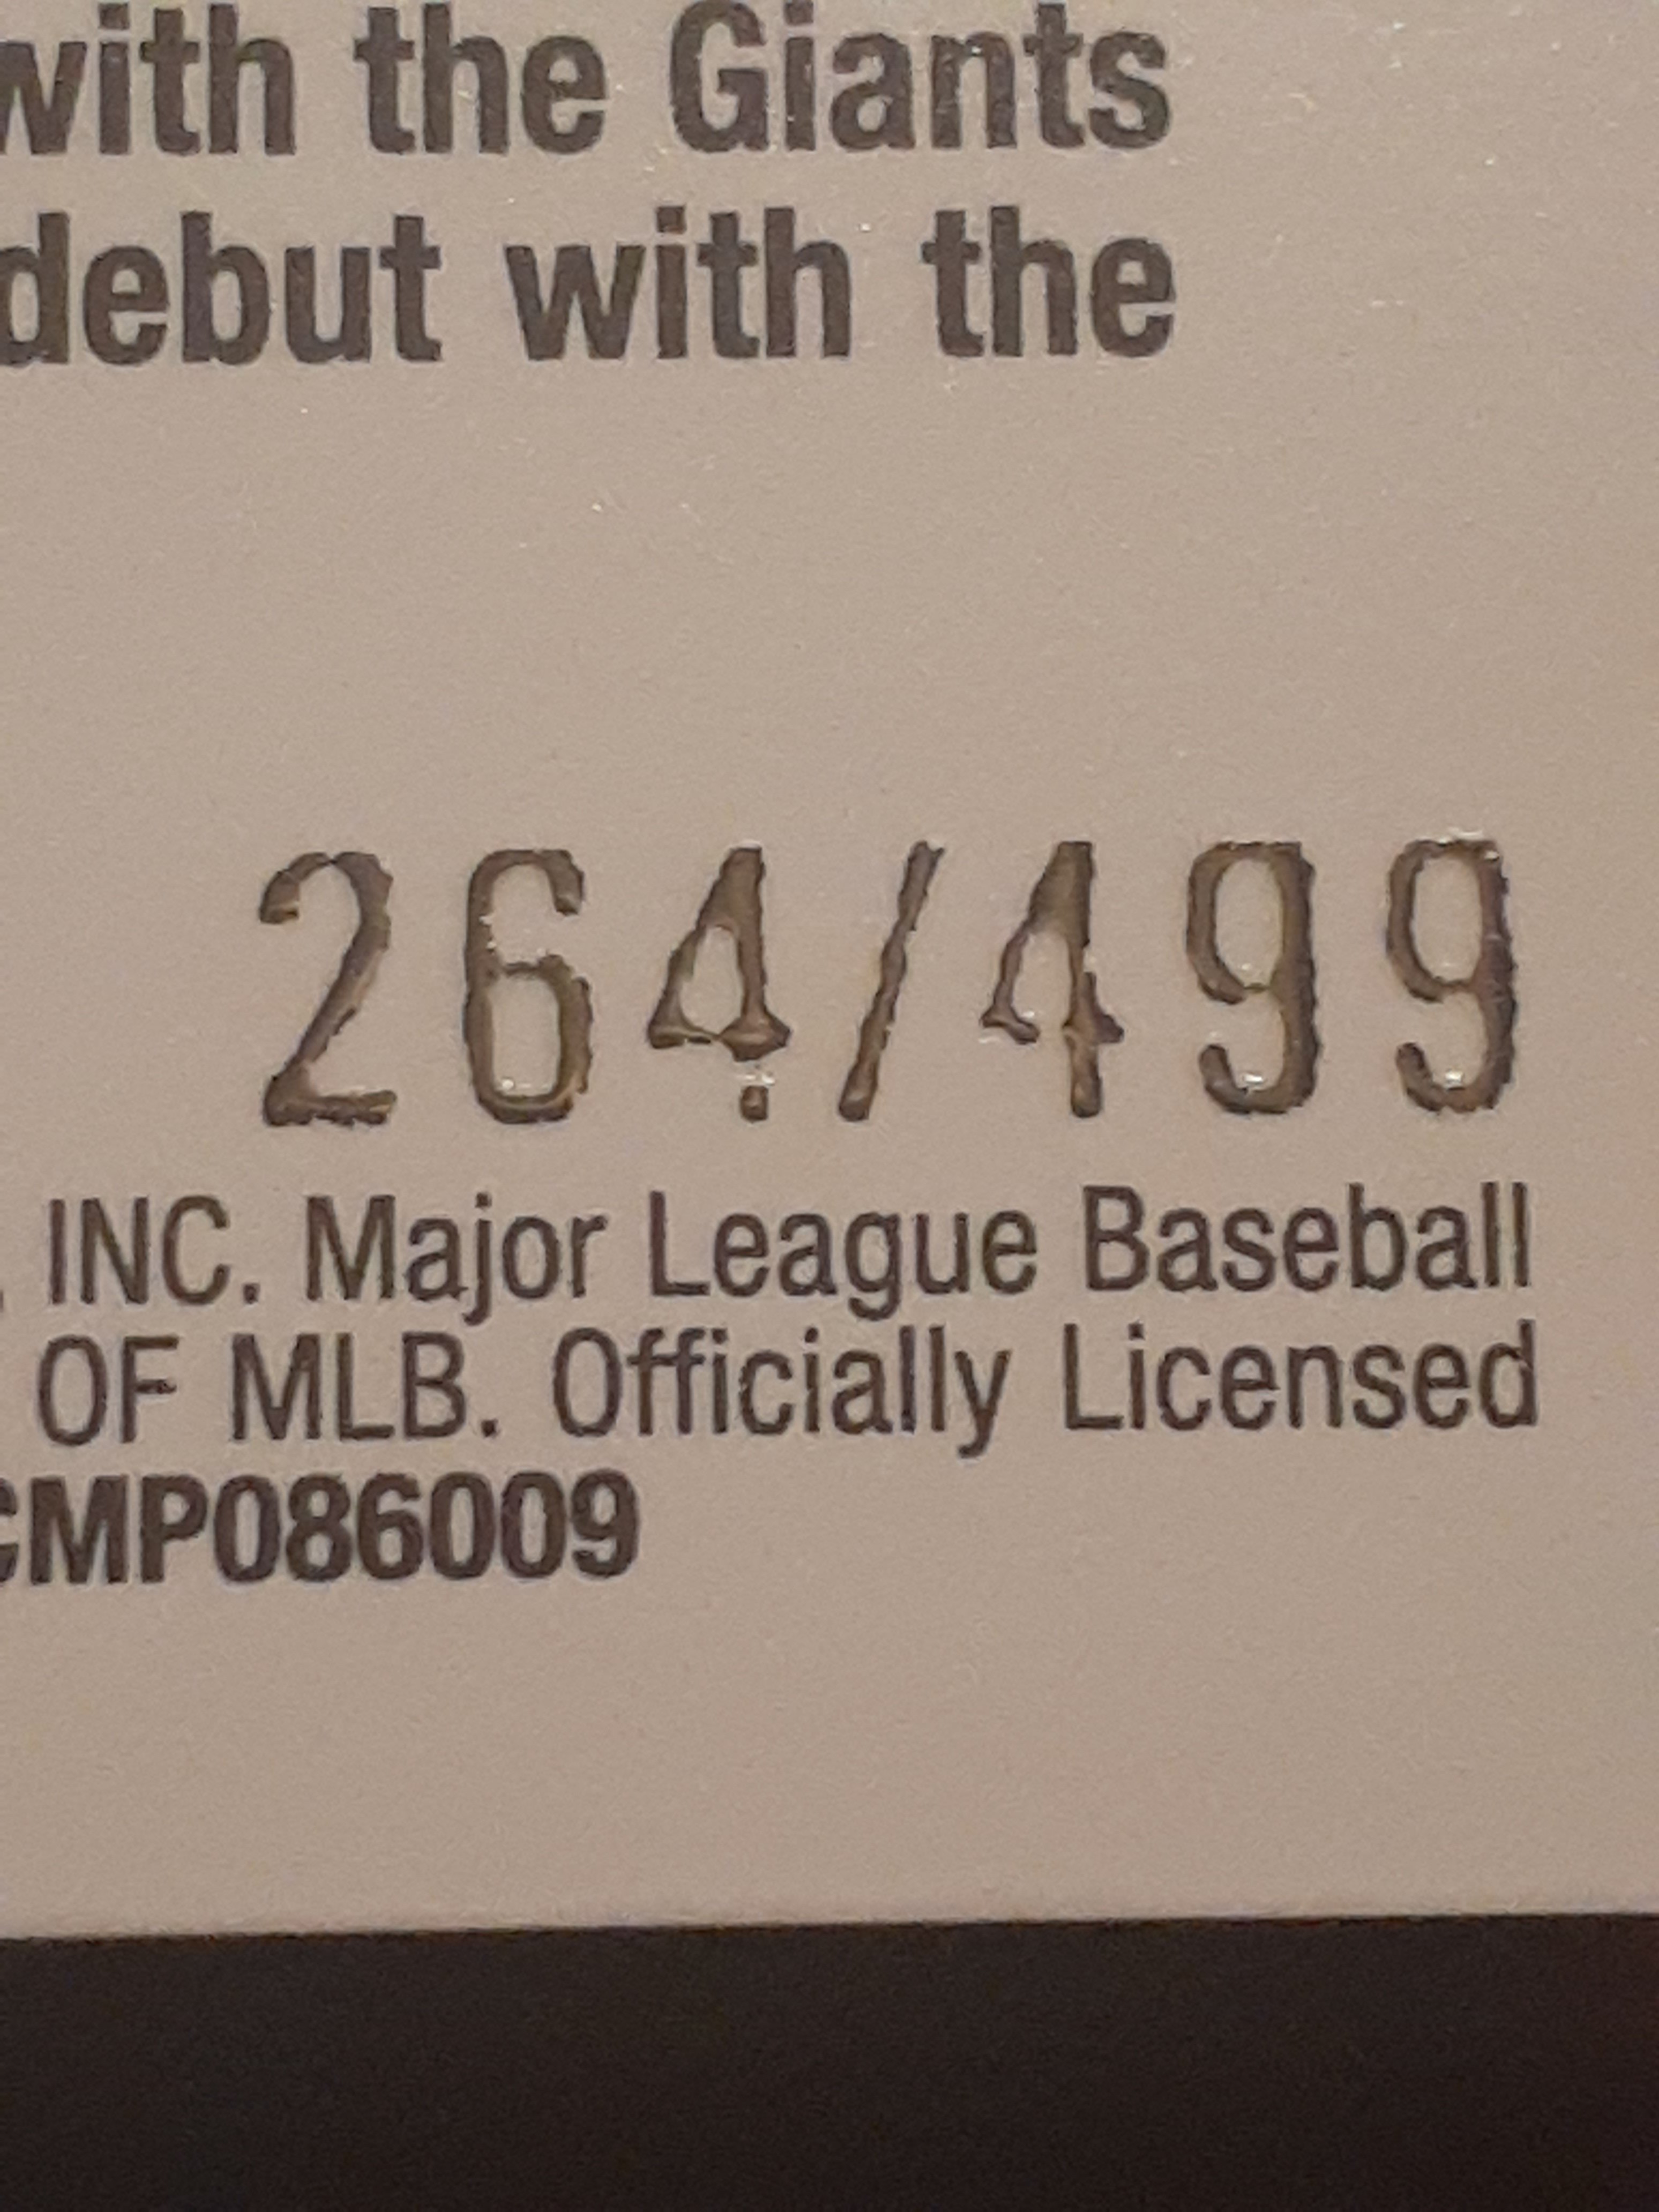 with the Giants
debut with the
264/499
, INC. Major League Baseball
OF MLB. Officially Licensed
CMP086009